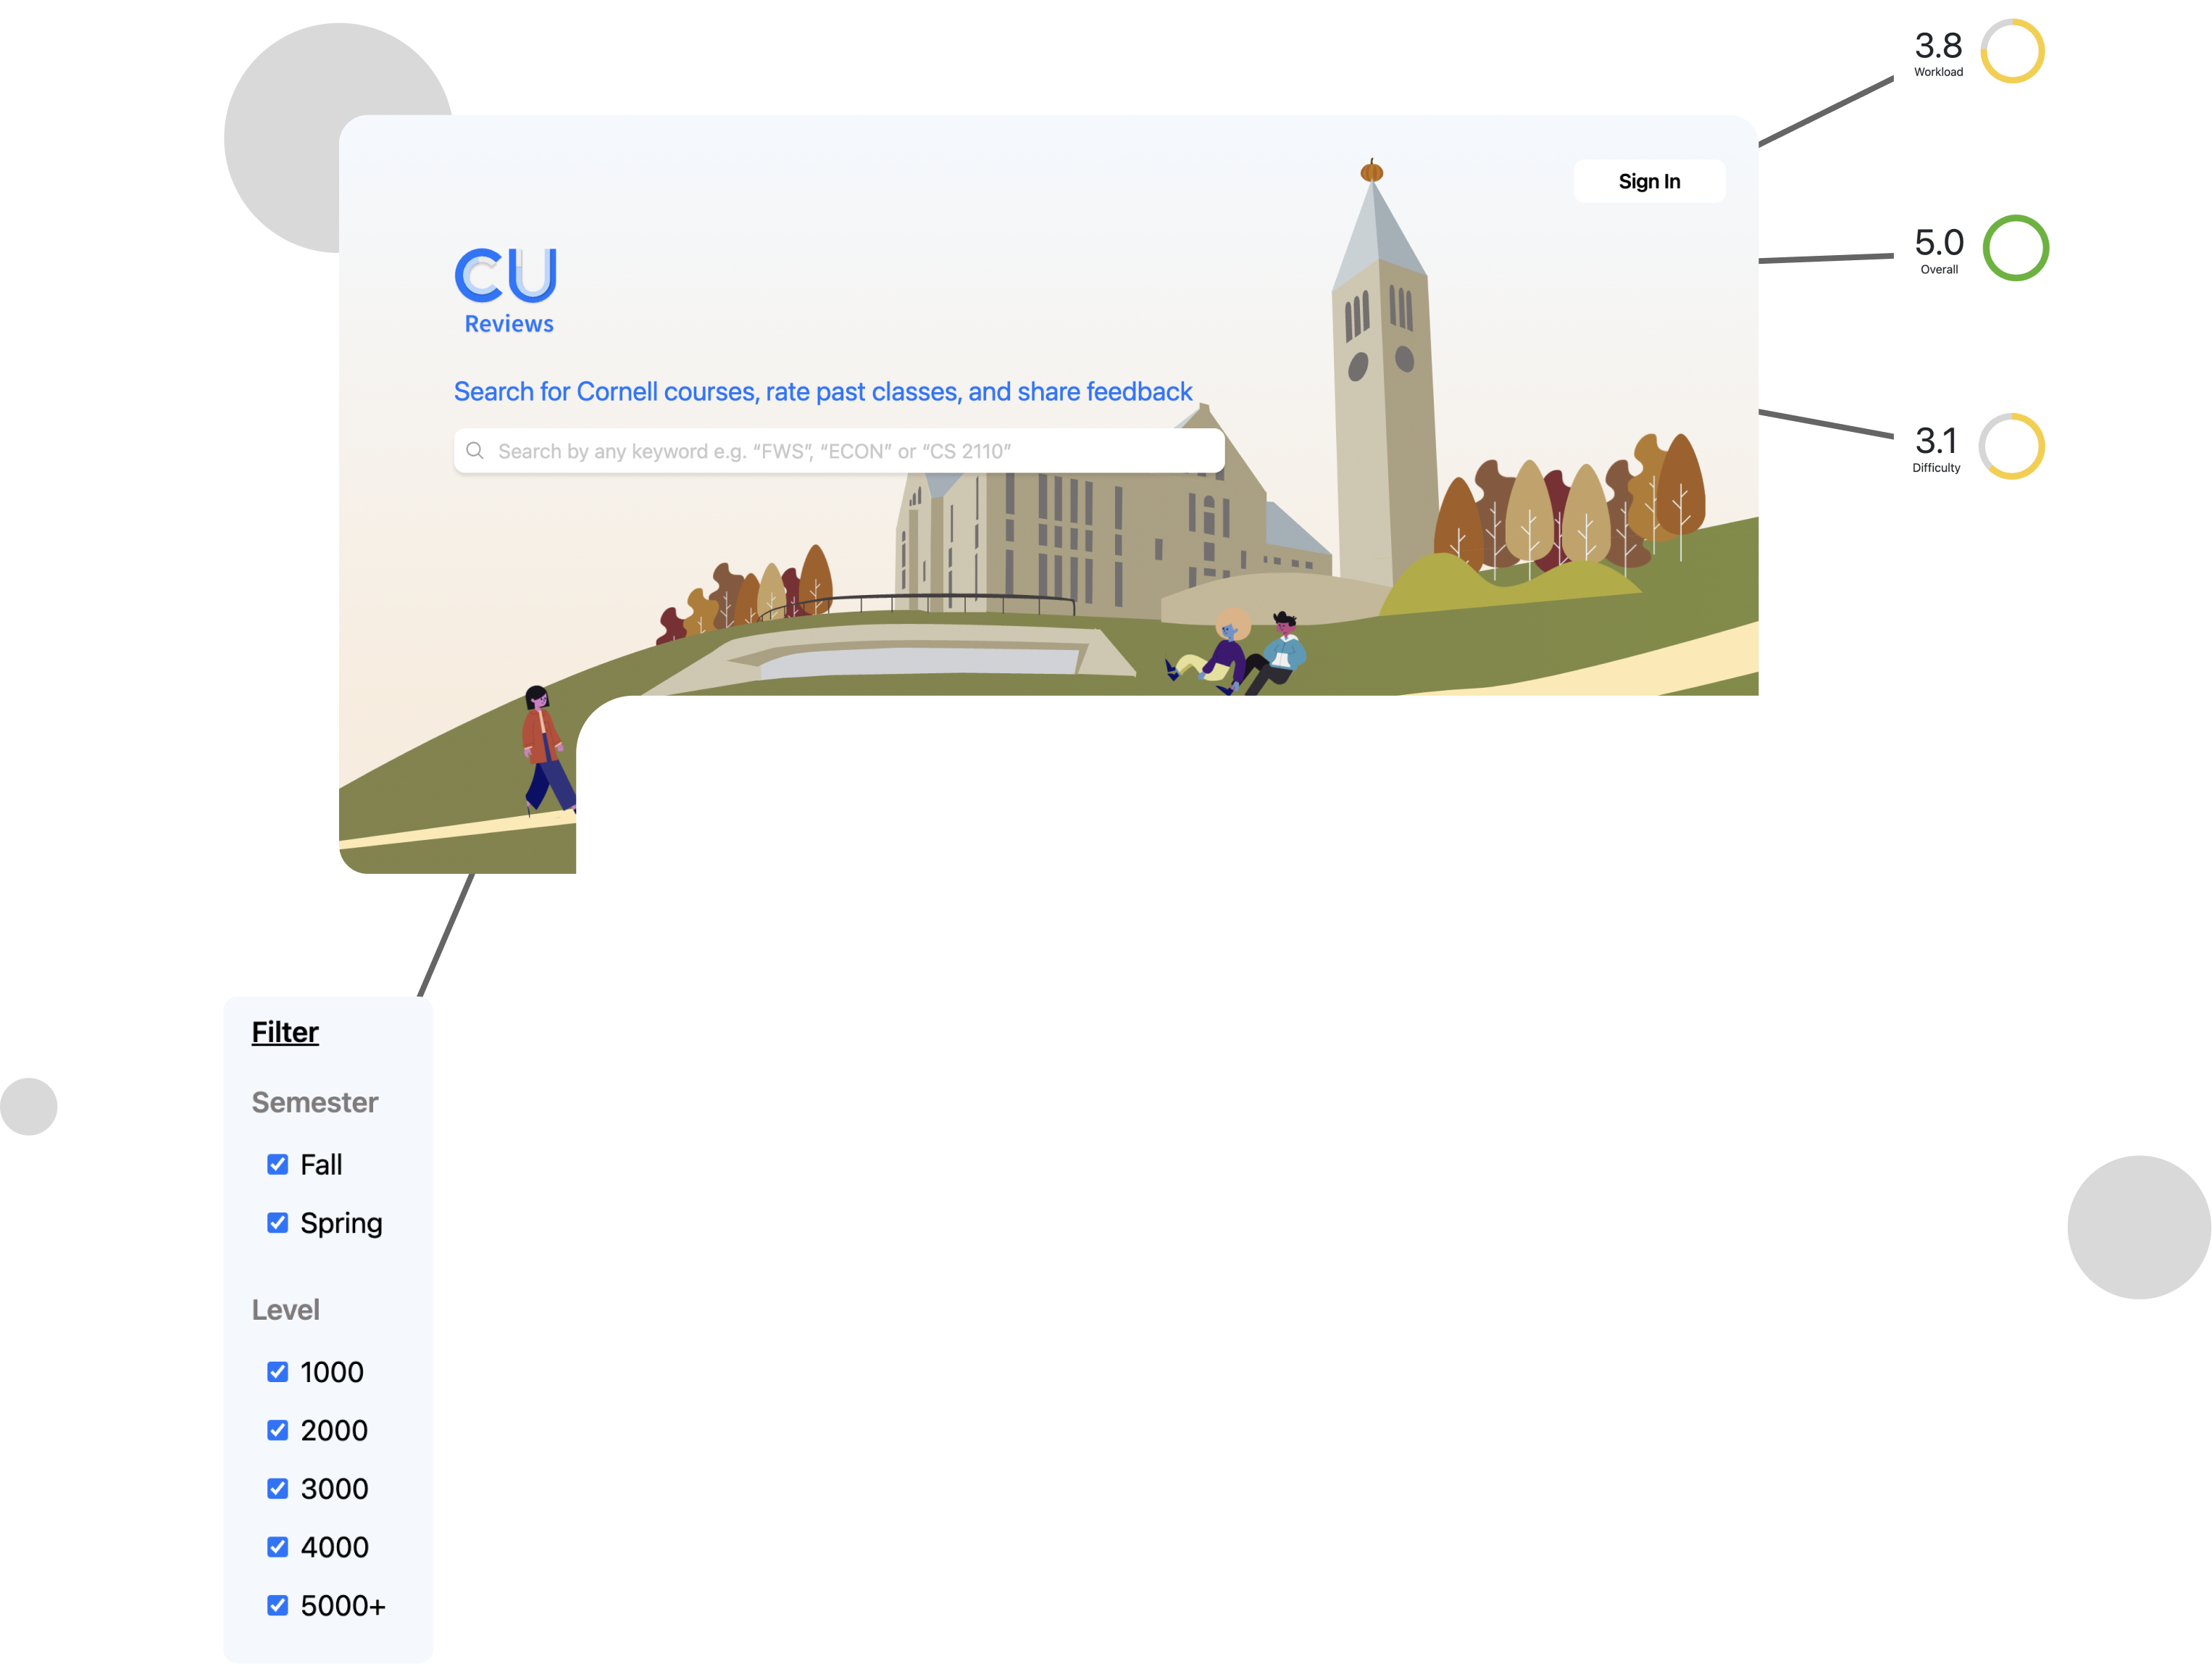 3.8
Workload
Sign In
5.0
Overall
CU
Reviews
Search for Cornell courses, rate past classes, and share feedback
Search by any keyword e.g. “FWS”, “ECON” or “CS 2110”
3.1
Difficulty
Filter
Semester
Fall
Spring
Level
1000
2000
3000
4000
5000+